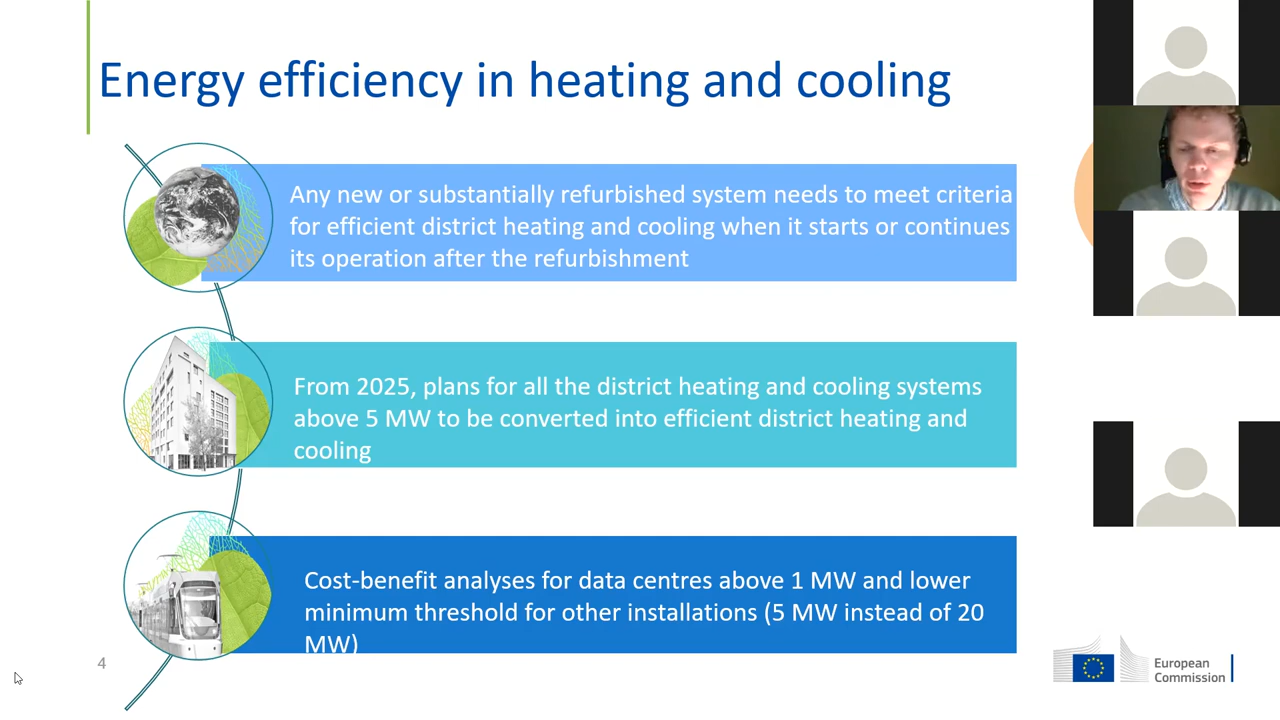 Energy efficiency in heating and cooling
Any new or substantially refurbished system needs to meet criteria
for efficient district heating and cooling when it starts or continues
its operation after the refurbishment
From 2025, plans for all the district heating and cooling systems
above 5 MW to be converted into efficient district heating and
cooling
Cost-benefit analyses for data centres above 1 MW and lower
minimum threshold for other installations (5 MW instead of 20
MW)
4
European
Commission